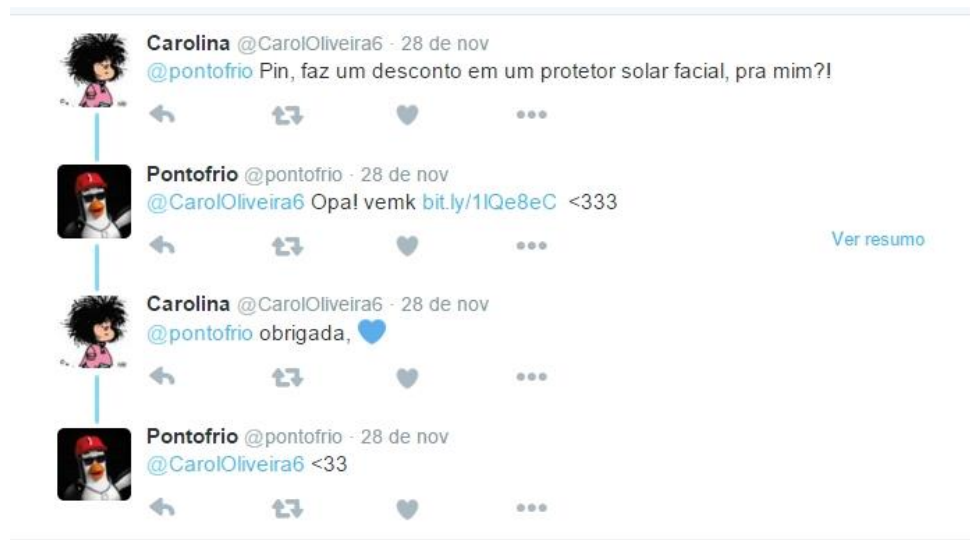 Carolina @CarolOliveira6 · 28 de nov
@pontofrio Pin, faz um desconto em um protetor solar facial, pra mim?!
Pontofrio @pontofrio · 28 de nov
@CarolOliveira6 Opa! vemk bit.ly/1lQe8eC <333
Ver resumo
Carolina @CarolOliveira6 · 28 de nov
@pontofrio obrigada, 💙
Pontofrio @pontofrio · 28 de nov
@CarolOliveira6 <33